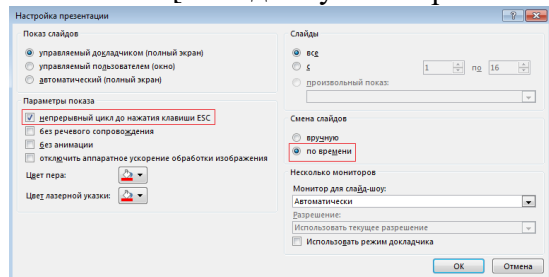 Настройка презентации
Показ слайдов
управляемый докладчиком (полный экран)
управляемый пользователем (окно)
автоматический (полный экран)
Параметры показа
непрерывный цикл до нажатия клавиши ESC
без речевого сопровождения
без анимации
отключить аппаратное ускорение обработки изображения
Цвет пера:
Цвет лазерной указки:
Слайды
все
с 1 по 16
произвольный показ:
Смена слайдов
вручную
по времени
Несколько мониторов
Монитор для слайд-шоу:
Автоматически
Разрешение:
Использовать текущее разрешение
Использовать режим докладчика
ОК Отмена